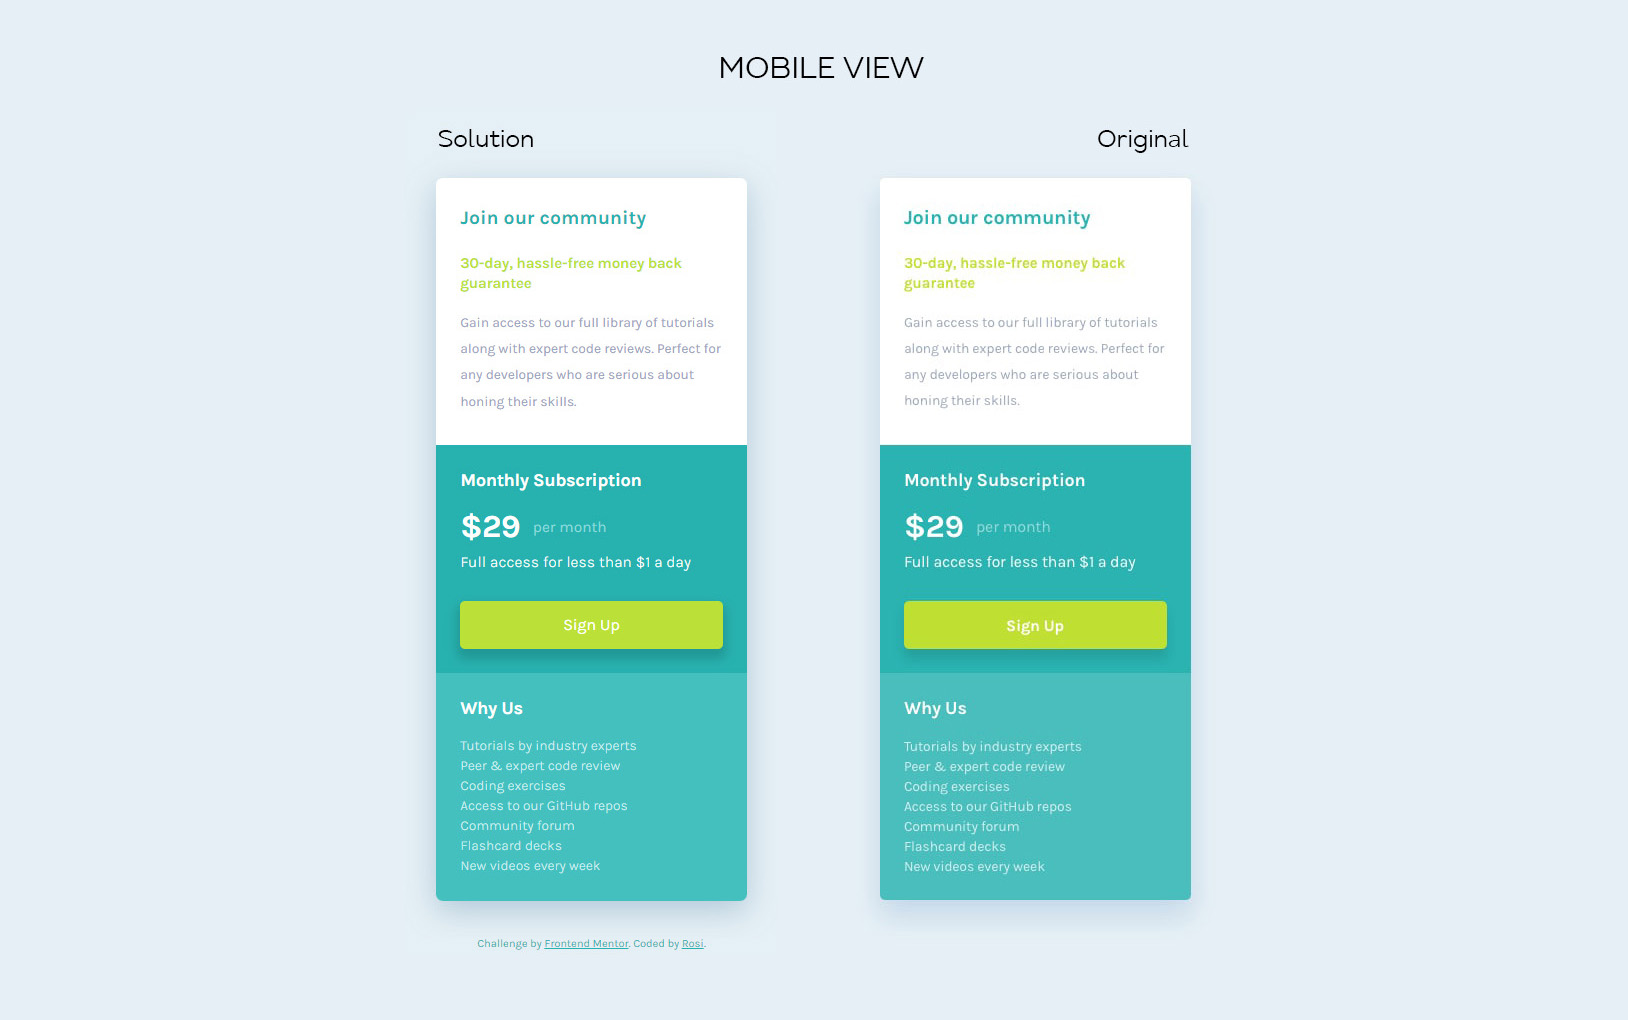 MOBILE VIEW
Solution
Join our community
30-day, hassle-free money back
guarantee
Gain access to our full library of tutorials
along with expert code reviews. Perfect for
any developers who are serious about
honing their skills.
Monthly Subscription
$29 per month
Full access for less than $1 a day
Sign Up
Why Us
Tutorials by industry experts
Peer & expert code review
Coding exercises
Access to our GitHub repos
Community forum
Flashcard decks
New videos every week
Challenge by Frontend Mentor. Coded by Rosi.
Original
Join our community
30-day, hassle-free money back
guarantee
Gain access to our full library of tutorials
along with expert code reviews. Perfect for
any developers who are serious about
honing their skills.
Monthly Subscription
$29 per month
Full access for less than $1 a day
Sign Up
Why Us
Tutorials by industry experts
Peer & expert code review
Coding exercises
Access to our GitHub repos
Community forum
Flashcard decks
New videos every week